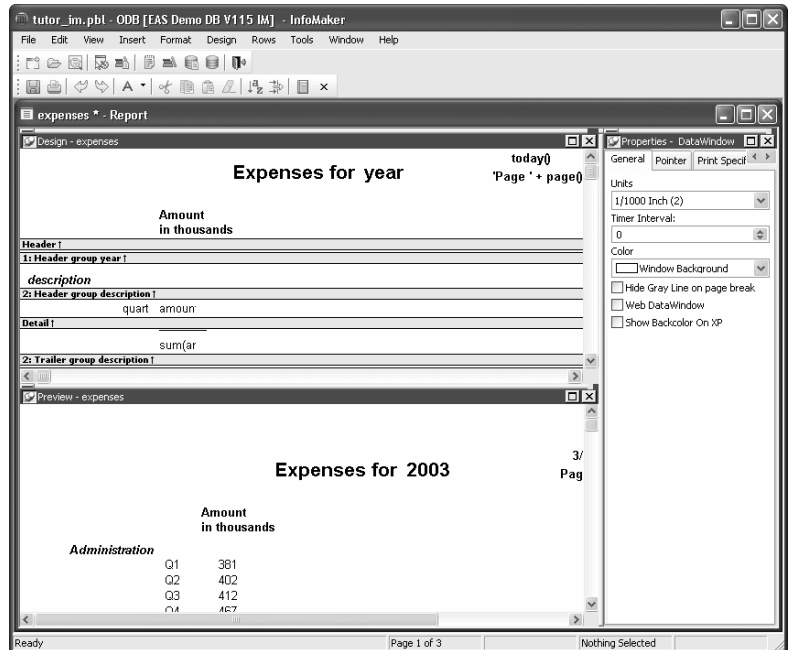 tutor_im.pbl - ODB [EAS Demo DB V115 IM] - InfoMaker
File Edit View Insert Format Design Rows Tools Window Help
expenses * - Report
Design - expenses
today()
Expenses for year
'Page ' + page()
Amount
in thousands
Header ↑
1: Header group year ↑
description
2: Header group description ↑
quart amoun
Detail ↑
sum(ar
2: Trailer group description ↑
Preview - expenses
3/
Expenses for 2003
Pag
Amount
in thousands
Administration
Q1 381
Q2 402
Q3 412
Q4 467
Properties - DataWindow
General Pointer Print Specif
Units
1/1000 Inch (2)
Timer Interval:
0
Color
Window Background
Hide Gray Line on page break
Web DataWindow
Show Backcolor On XP
Ready Page 1 of 3 Nothing Selected